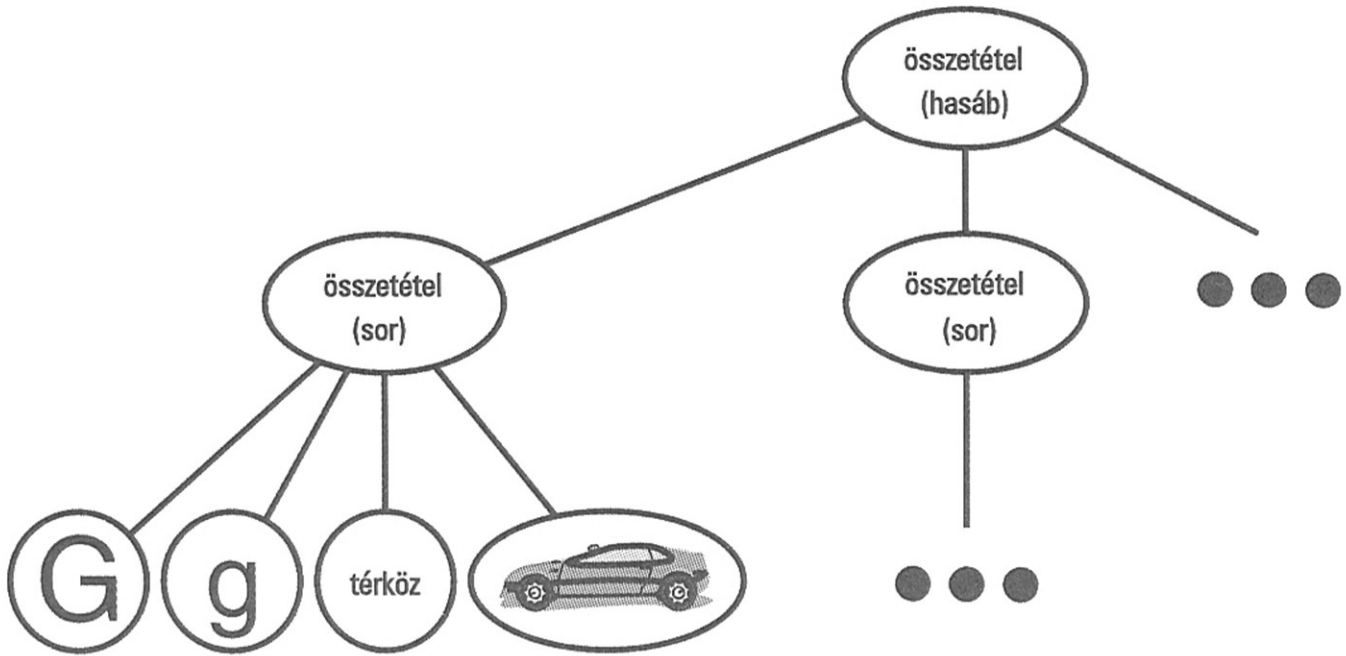 összetétel
(hasáb)
összetétel
(sor)
összetétel
(sor)
G
g
térköz